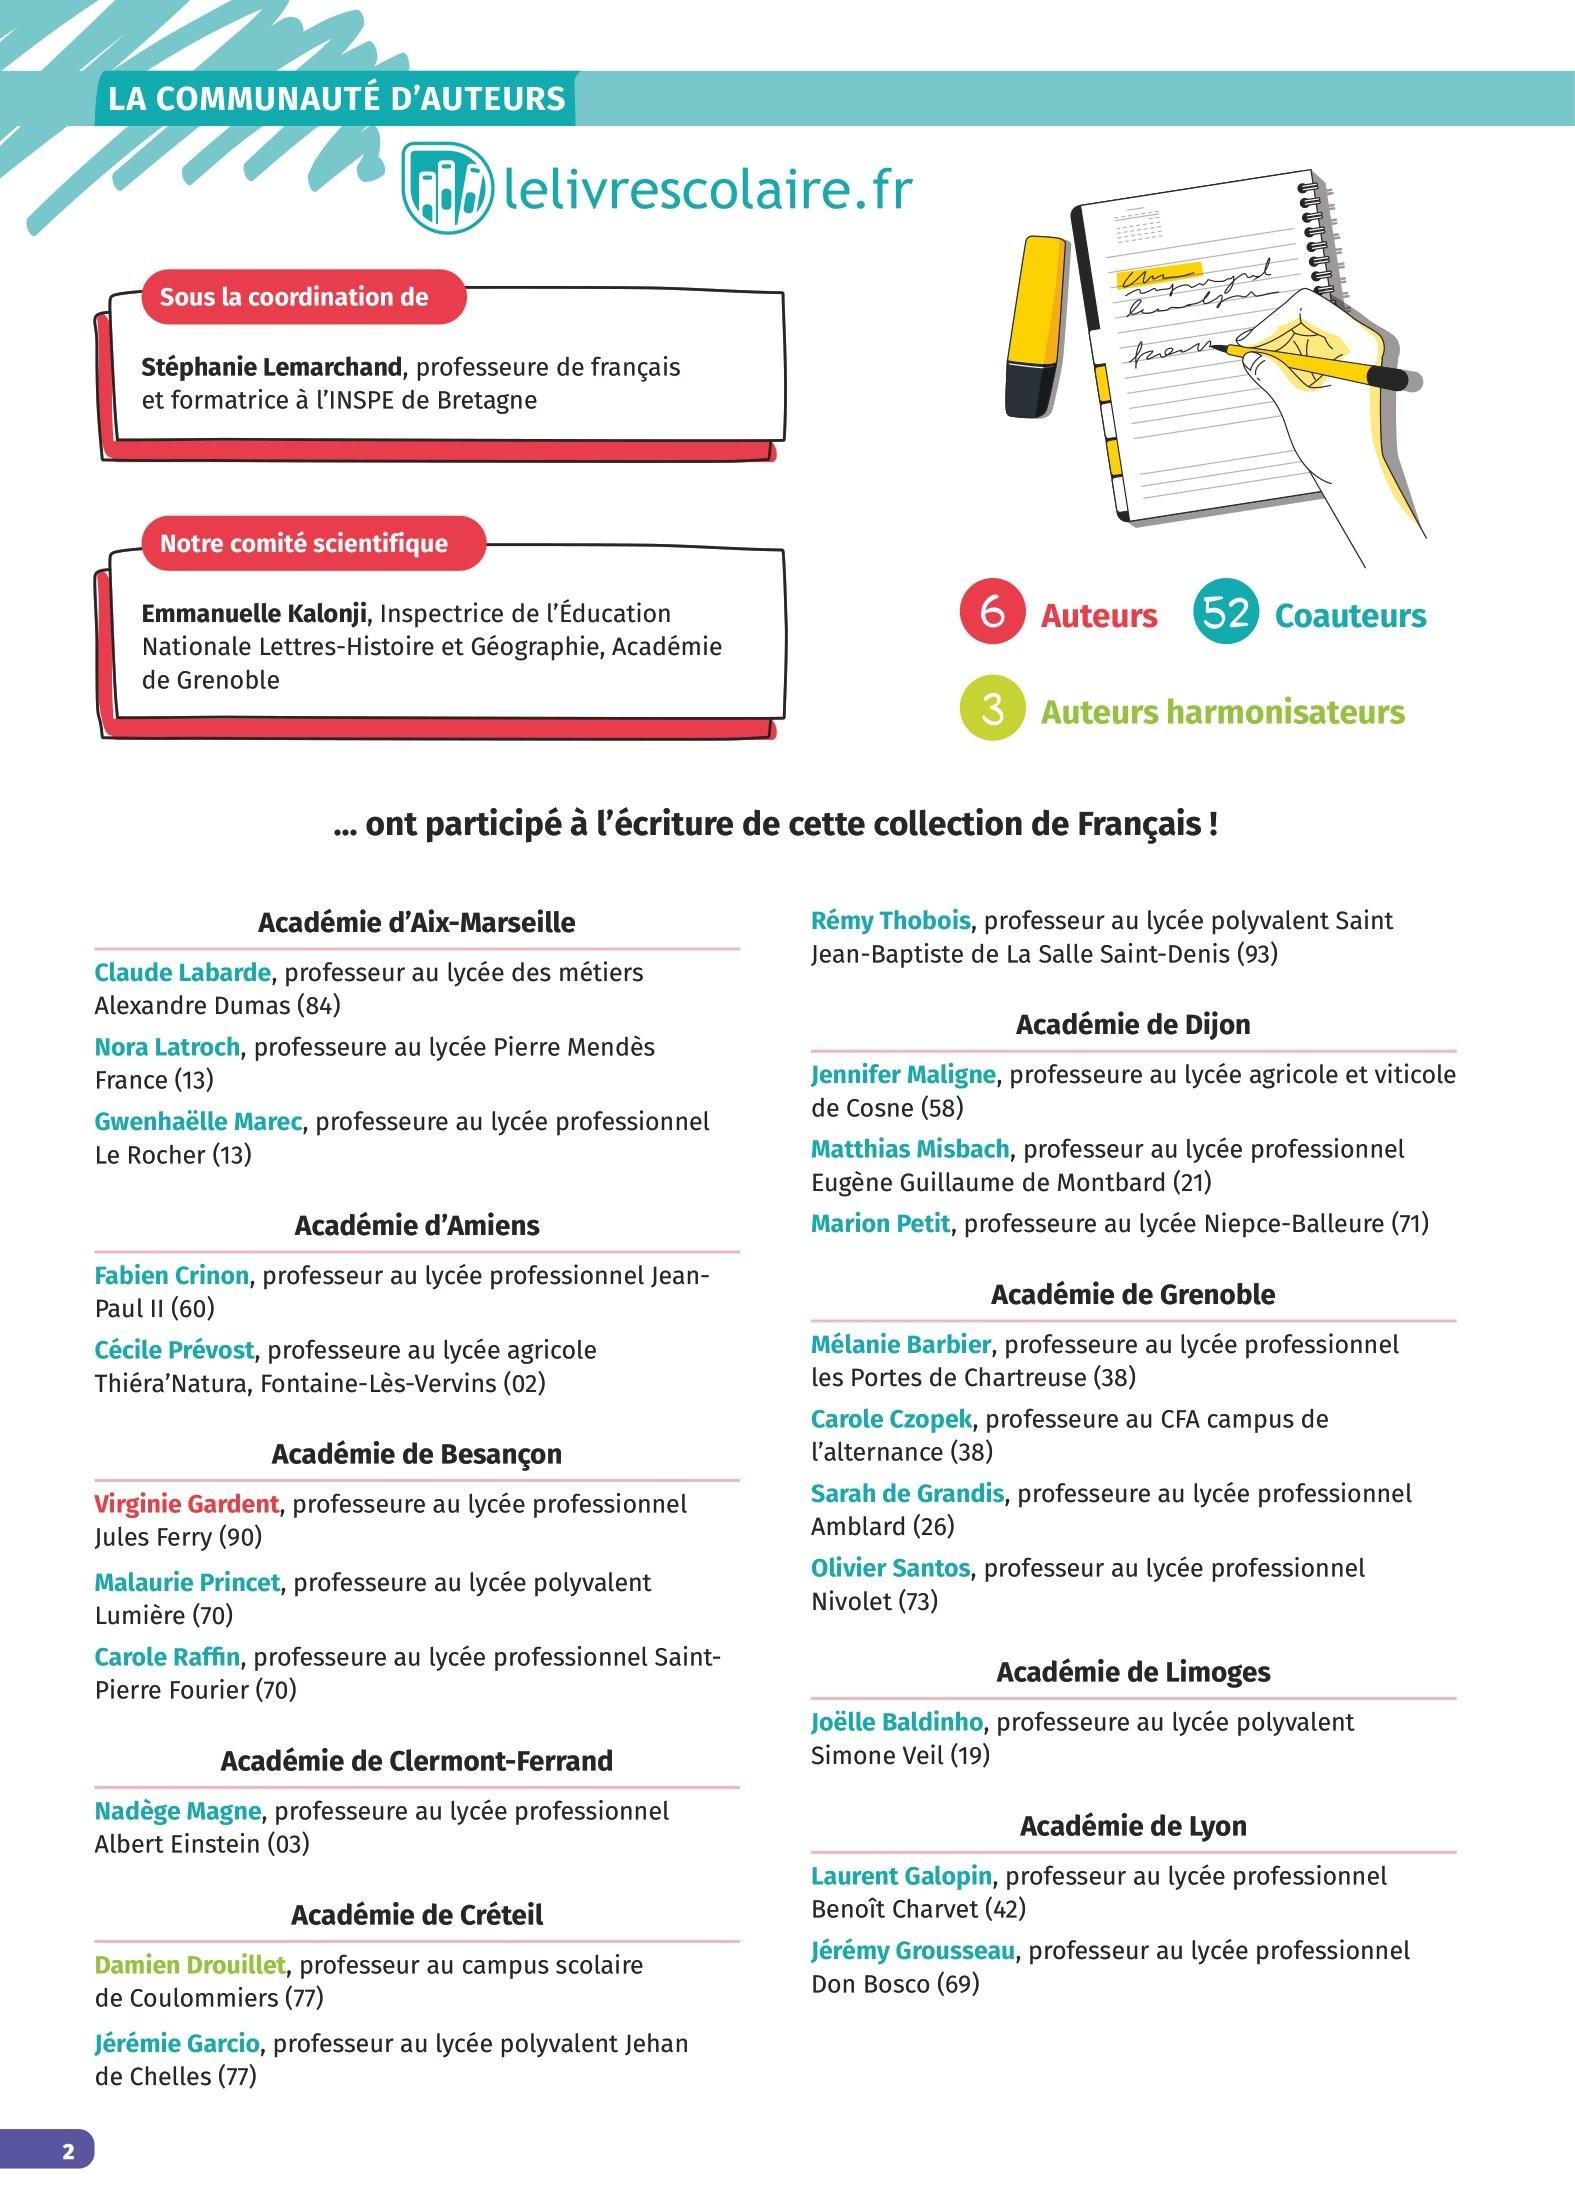 LA COMMUNAUTÉ D'AUTEURS
lelivrescolaire.fr
Sous la coordination de
Stéphanie Lemarchand, professeure de français
et formatrice à l'INSPE de Bretagne
Notre comité scientifique
Emmanuelle Kalonji, Inspectrice de l'Éducation
Nationale Lettres-Histoire et Géographie, Académie
de Grenoble
6 Auteurs 52 Coauteurs
3 Auteurs harmonisateurs
... ont participé à l'écriture de cette collection de Français !
Académie d'Aix-Marseille
Claude Labarde, professeur au lycée des métiers
Alexandre Dumas (84)
Nora Latroch, professeure au lycée Pierre Mendès
France (13)
Gwenhaëlle Marec, professeure au lycée professionnel
Le Rocher (13)
Académie d'Amiens
Fabien Crinon, professeur au lycée professionnel Jean-
Paul II (60)
Cécile Prévost, professeure au lycée agricole
Thiéra'Natura, Fontaine-Lès-Vervins (02)
Académie de Besançon
Virginie Gardent, professeure au lycée professionnel
Jules Ferry (90)
Malaurie Princet, professeure au lycée polyvalent
Lumière (70)
Carole Raffin, professeure au lycée professionnel Saint-
Pierre Fourier (70)
Académie de Clermont-Ferrand
Nadège Magne, professeure au lycée professionnel
Albert Einstein (03)
Académie de Créteil
Damien Drouillet, professeur au campus scolaire
de Coulommiers (77)
Jérémie Garcio, professeur au lycée polyvalent Jehan
de Chelles (77)
Rémy Thobois, professeur au lycée polyvalent Saint
Jean-Baptiste de La Salle Saint-Denis (93)
Académie de Dijon
Jennifer Maligne, professeure au lycée agricole et viticole
de Cosne (58)
Matthias Misbach, professeur au lycée professionnel
Eugène Guillaume de Montbard (21)
Marion Petit, professeure au lycée Niepce-Balleure (71)
Académie de Grenoble
Mélanie Barbier, professeure au lycée professionnel
les Portes de Chartreuse (38)
Carole Czopek, professeure au CFA campus de
l'alternance (38)
Sarah de Grandis, professeure au lycée professionnel
Amblard (26)
Olivier Santos, professeur au lycée professionnel
Nivolet (73)
Académie de Limoges
Joëlle Baldinho, professeure au lycée polyvalent
Simone Veil (19)
Académie de Lyon
Laurent Galopin, professeur au lycée professionnel
Benoît Charvet (42)
Jérémy Grousseau, professeur au lycée professionnel
Don Bosco (69)
2